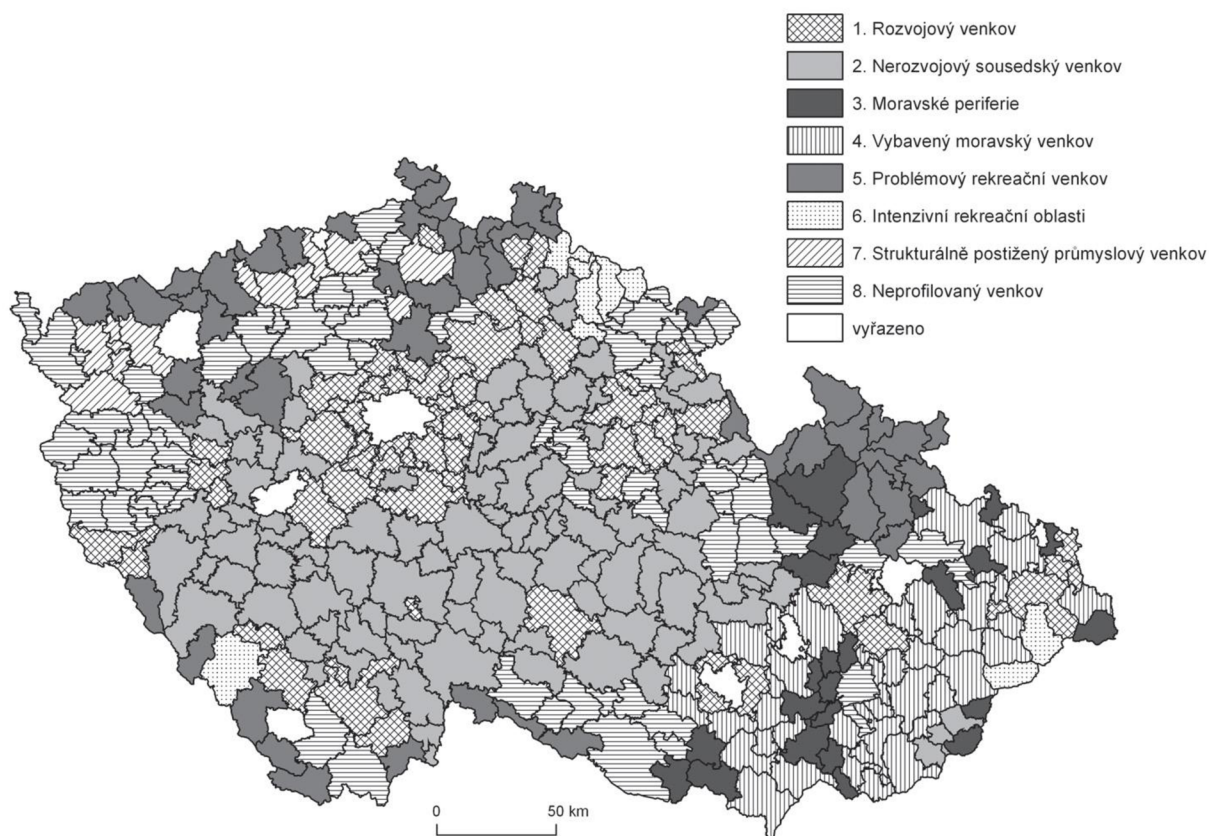 1. Rozvojový venkov
2. Nerozvojový sousedský venkov
3. Moravské periferie
4. Vybavený moravský venkov
5. Problémový rekreační venkov
6. Intenzivní rekreační oblasti
7. Strukturálně postižený průmyslový venkov
8. Neprofilovaný venkov
vyřazeno
0 50 km